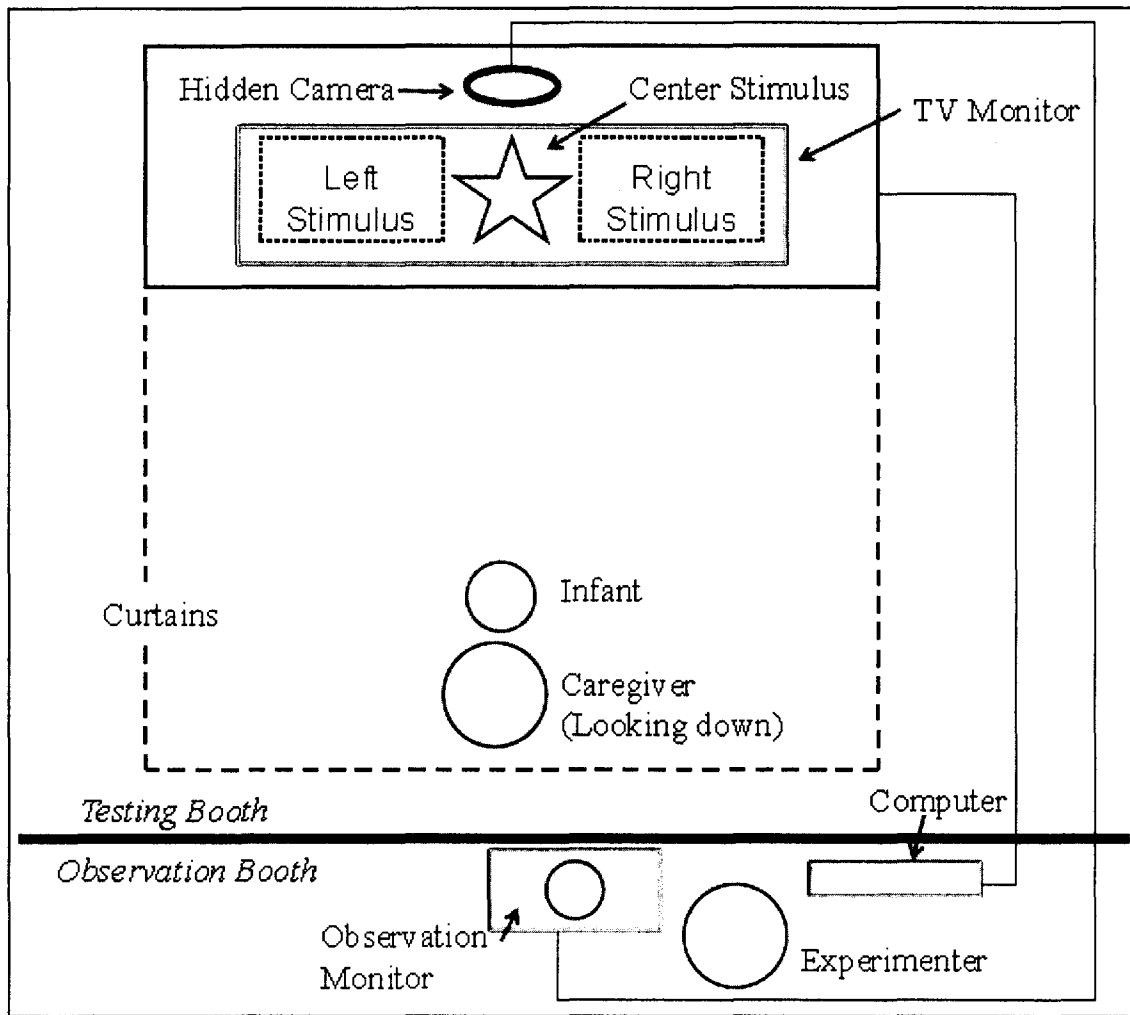 Hidden Camera
Center Stimulus
TV Monitor
Left
Stimulus
Right
Stimulus
Infant
Curtains
Caregiver
(Looking down)
Testing Booth
Computer
Observation Booth
Observation
Monitor
Experimenter